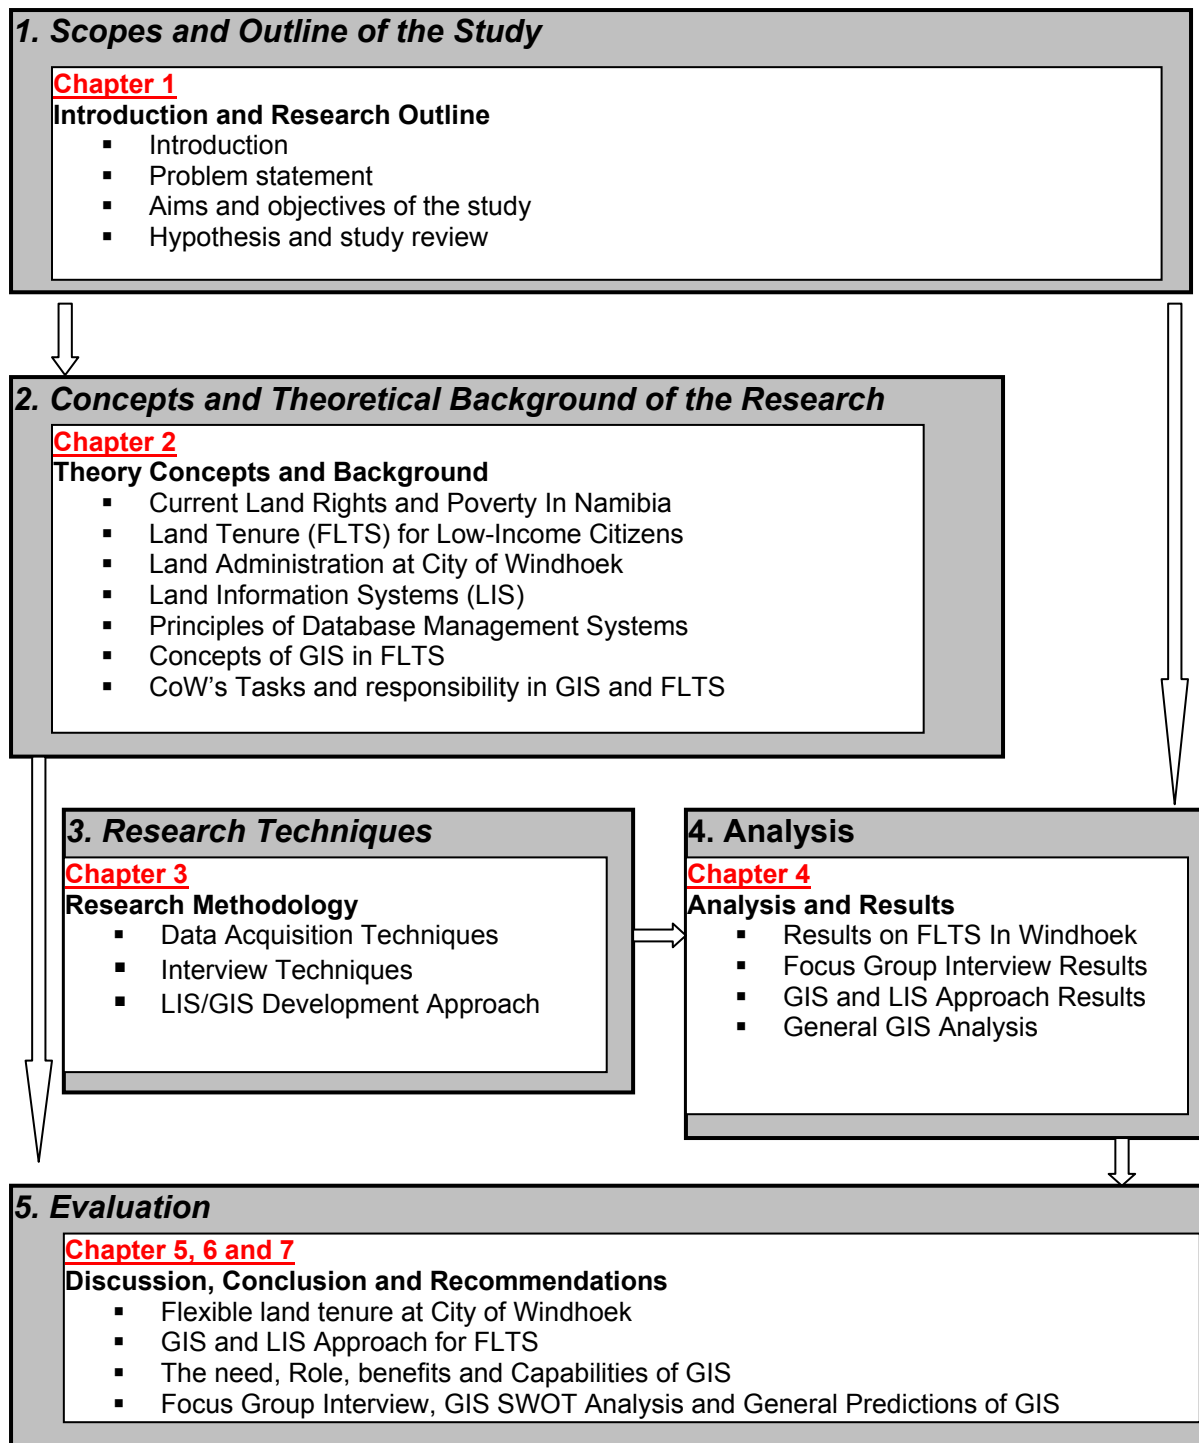 1. Scopes and Outline of the Study
Chapter 1
Introduction and Research Outline
▪ Introduction
▪ Problem statement
▪ Aims and objectives of the study
▪ Hypothesis and study review
2. Concepts and Theoretical Background of the Research
Chapter 2
Theory Concepts and Background
▪ Current Land Rights and Poverty In Namibia
▪ Land Tenure (FLTS) for Low-Income Citizens
▪ Land Administration at City of Windhoek
▪ Land Information Systems (LIS)
▪ Principles of Database Management Systems
▪ Concepts of GIS in FLTS
▪ CoW’s Tasks and responsibility in GIS and FLTS
3. Research Techniques
Chapter 3
Research Methodology
▪ Data Acquisition Techniques
▪ Interview Techniques
▪ LIS/GIS Development Approach
4. Analysis
Chapter 4
Analysis and Results
▪ Results on FLTS In Windhoek
▪ Focus Group Interview Results
▪ GIS and LIS Approach Results
▪ General GIS Analysis
5. Evaluation
Chapter 5, 6 and 7
Discussion, Conclusion and Recommendations
▪ Flexible land tenure at City of Windhoek
▪ GIS and LIS Approach for FLTS
▪ The need, Role, benefits and Capabilities of GIS
▪ Focus Group Interview, GIS SWOT Analysis and General Predictions of GIS